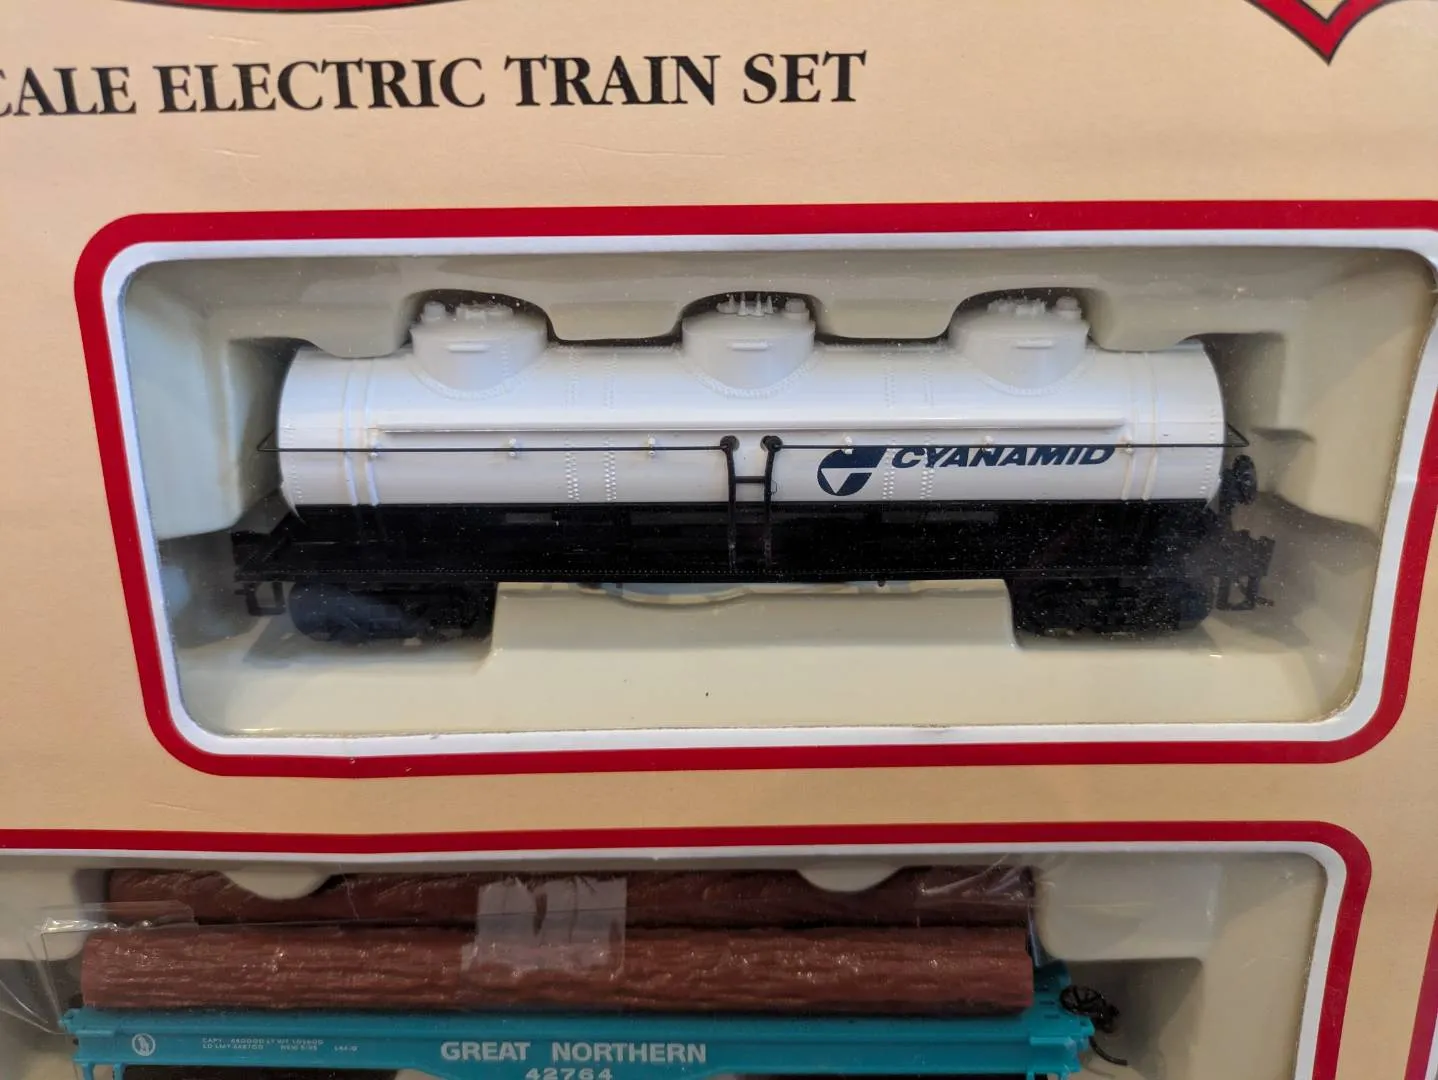 CALE ELECTRIC TRAIN SET
CYANAMID
GREAT NORTHERN
42764